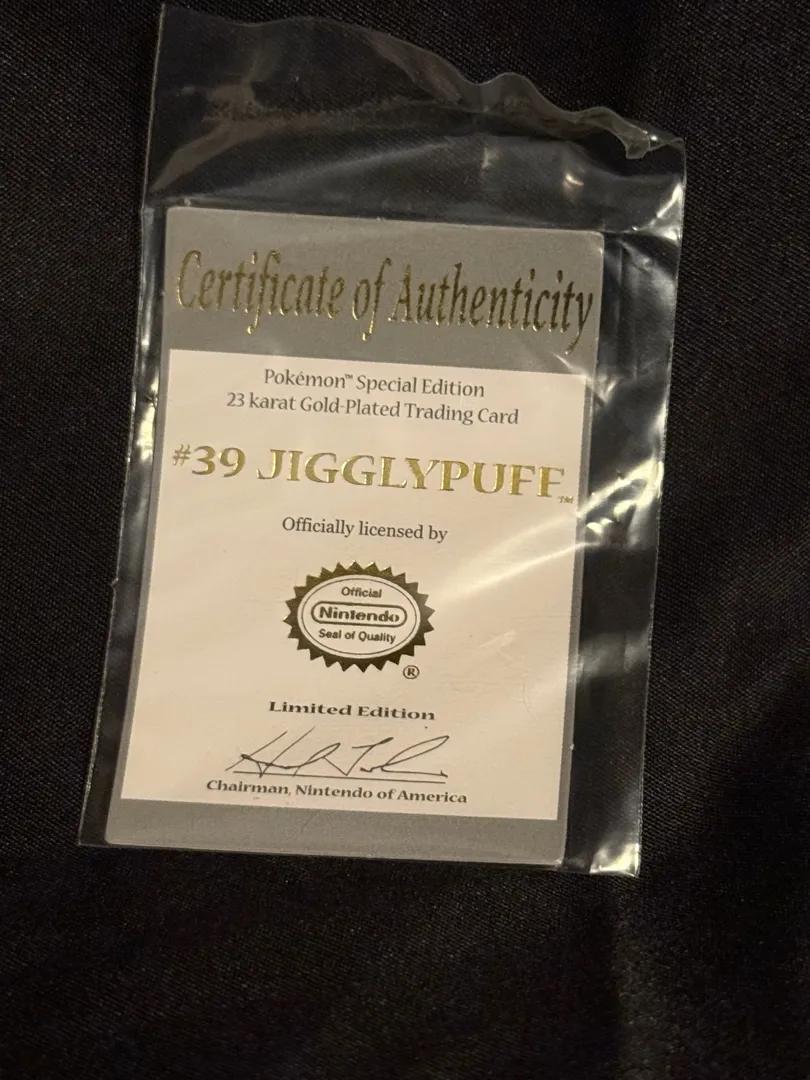 Certificate of Authenticity
Pokémon™ Special Edition
23 karat Gold-Plated Trading Card
#39 JIGGLYPUFF™
Officially licensed by
Official
Nintendo
Seal of Quality
®
Limited Edition
Chairman, Nintendo of America